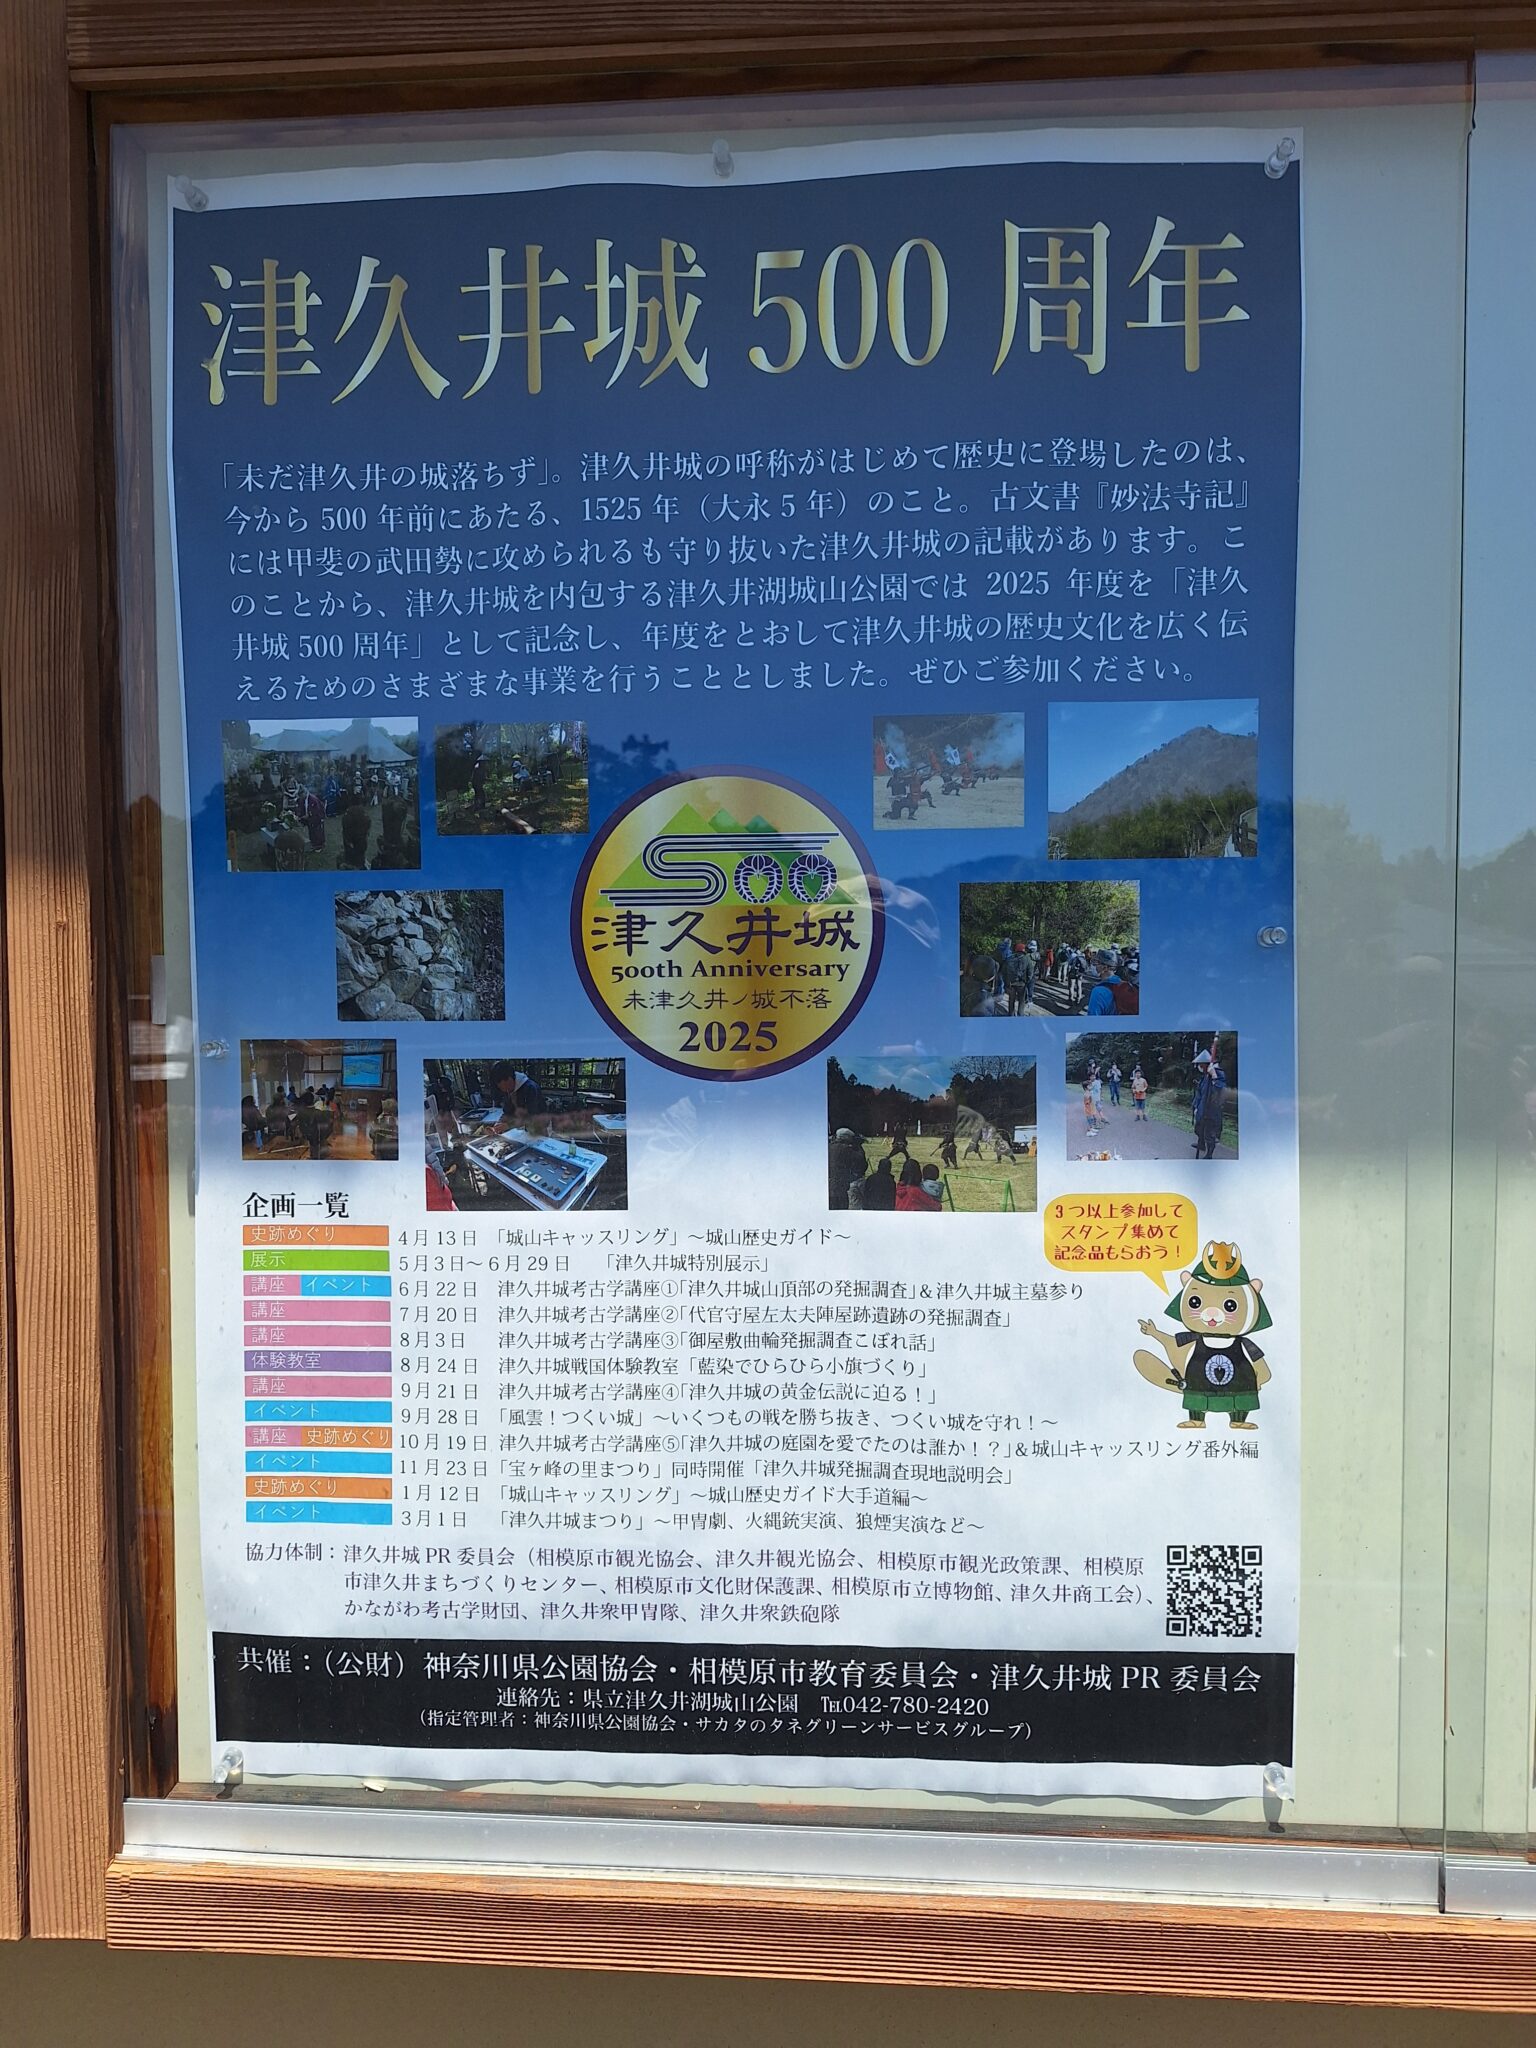 津久井城500周年
「未だ津久井の城落ちず」。津久井城の呼称がはじめて歴史に登場したのは、
今から500年前にあたる、1525年（大永5年）のこと。古文書『妙法寺記』
には甲斐の武田勢に攻められるも守り抜いた津久井城の記載があります。こ
のことから、津久井城を内包する津久井湖城山公園では2025年度を「津久
井城500周年」として記念し、年度をとおして津久井城の歴史文化を広く伝
えるためのさまざまな事業を行うこととしました。ぜひご参加ください。
500
津久井城
500th Anniversary
未津久井ノ城不落
2025
企画一覧
3つ以上参加して
スタンプ集めて
記念品もらおう！
史跡めぐり 4月13日 「城山キャッスリング」～城山歴史ガイド～
展示 5月3日～6月29日 「津久井城特別展示」
講座 イベント 6月22日 津久井城考古学講座①「津久井城山頂部の発掘調査」＆津久井城主墓参り
講座 7月20日 津久井城考古学講座②「代官守屋左太夫陣屋跡遺跡の発掘調査」
講座 8月3日 津久井城考古学講座③「御屋敷曲輪発掘調査こぼれ話」
体験教室 8月24日 津久井城戦国体験教室「藍染でひらひら小旗づくり」
講座 9月21日 津久井城考古学講座④「津久井城の黄金伝説に迫る！」
イベント 9月28日 「風雲！つくい城」～いくつもの戦を勝ち抜き、つくい城を守れ！～
講座 史跡めぐり 10月19日 津久井城考古学講座⑤「津久井城の庭園を愛でたのは誰か！？」＆城山キャッスリング番外編
イベント 11月23日 「宝ヶ峰の里まつり」同時開催「津久井城発掘調査現地説明会」
史跡めぐり 1月12日 「城山キャッスリング」～城山歴史ガイド大手道編～
イベント 3月1日 「津久井城まつり」～甲冑劇、火縄銃実演、狼煙実演など～
協力体制：津久井城PR委員会（相模原市観光協会、津久井観光協会、相模原市観光政策課、相模原
市津久井まちづくりセンター、相模原市文化財保護課、相模原市立博物館、津久井商工会）、
かながわ考古学財団、津久井衆甲冑隊、津久井衆鉄砲隊
共催：（公財）神奈川県公園協会・相模原市教育委員会・津久井城PR委員会
連絡先：県立津久井湖城山公園 ℡042-780-2420
（指定管理者：神奈川県公園協会・サカタのタネグリーンサービスグループ）